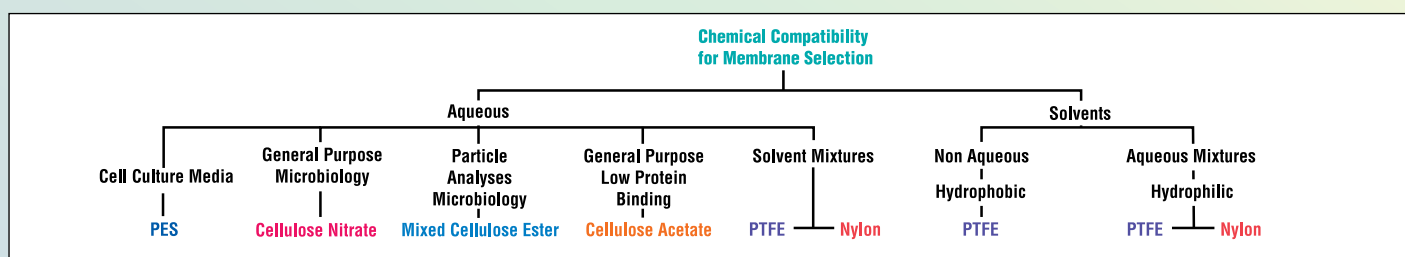 Chemical Compatibility
for Membrane Selection
Aqueous
Solvents
Cell Culture Media
PES
General Purpose
Microbiology
Cellulose Nitrate
Particle
Analyses
Microbiology
Mixed Cellulose Ester
General Purpose
Low Protein
Binding
Cellulose Acetate
Solvent Mixtures
PTFE
Nylon
Non Aqueous
Hydrophobic
PTFE
Aqueous Mixtures
Hydrophilic
PTFE
Nylon